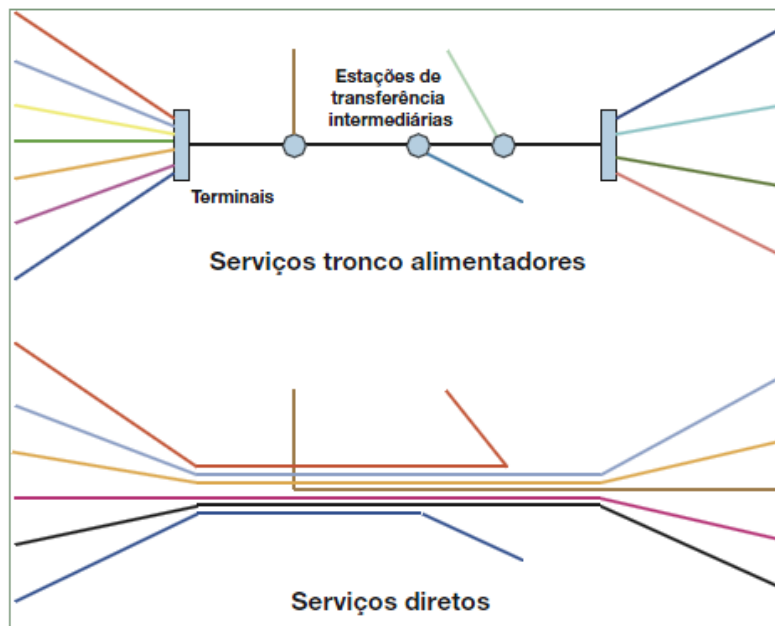 Estações de
transferência
intermediárias
Terminais
Serviços tronco alimentadores
Serviços diretos